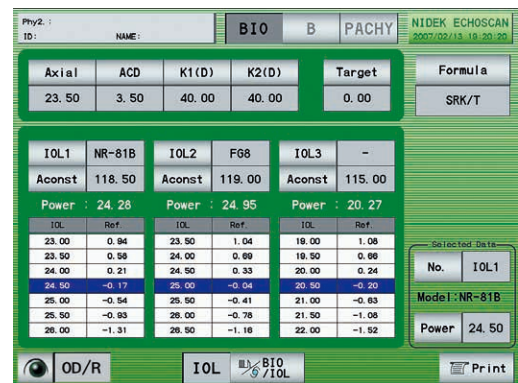 Phy2. :
ID: NAME:
BIO B PACHY
NIDEK ECHOSCAN
2007/02/13 19:20:20
Axial ACD K1(D) K2(D) Target
23.50 3.50 40.00 40.00 0.00
Formula
SRK/T
IOL1 NR-81B IOL2 FG8 IOL3 -
Aconst 118.50 Aconst 119.00 Aconst 115.00
Power : 24.28 Power : 24.95 Power : 20.27
IOL Ref. IOL Ref. IOL Ref.
23.00 0.94 23.50 1.04 19.00 1.08
23.50 0.58 24.00 0.69 19.50 0.66
24.00 0.21 24.50 0.33 20.00 0.24
24.50 -0.17 25.00 -0.04 20.50 -0.20
25.00 -0.54 25.50 -0.41 21.00 -0.63
25.50 -0.93 26.00 -0.78 21.50 -1.08
26.00 -1.31 26.50 -1.16 22.00 -1.52
Selected Data
No. IOL1
Model:NR-81B
Power 24.50
OD/R IOL BIO/IOL Print